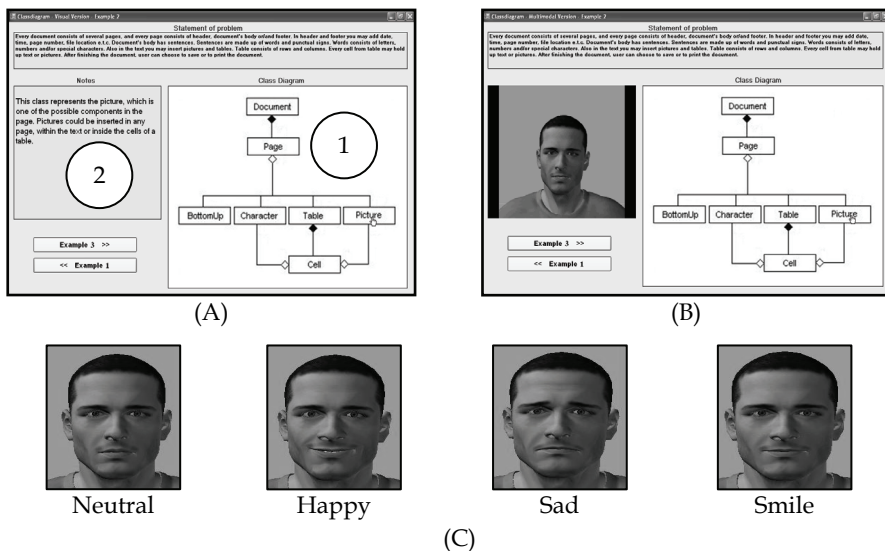 Classdiagram - Visual Version - Example 2
Statement of problem
Every document consists of several pages, and every page consists of header, document's body or/and footer. In header and footer you may add date,
time, page number, file location e.t.c. Document's body has sentences. Sentences are made up of words and punctual signs. Words consists of letters,
numbers and/or special characters. Also in the text you may insert pictures and tables. Table consists of rows and columns. Every cell from table may hold
up text or pictures. After finishing the document, user can choose to save or to print the document.
Notes
This class represents the picture, which is
one of the possible components in the
page. Pictures could be inserted in any
page, within the text or inside the cells of a
table.
2
Example 3 >>
<< Example 1
Class Diagram
Document
1
Page
BottomUp Character Table Picture
Cell
(A)
Classdiagram - Multimodal Version - Example 2
Statement of problem
Every document consists of several pages, and every page consists of header, document's body or/and footer. In header and footer you may add date,
time, page number, file location e.t.c. Document's body has sentences. Sentences are made up of words and punctual signs. Words consists of letters,
numbers and/or special characters. Also in the text you may insert pictures and tables. Table consists of rows and columns. Every cell from table may hold
up text or pictures. After finishing the document, user can choose to save or to print the document.
Example 3 >>
<< Example 1
Class Diagram
Document
Page
BottomUp Character Table Picture
Cell
(B)
Neutral Happy Sad Smile
(C)